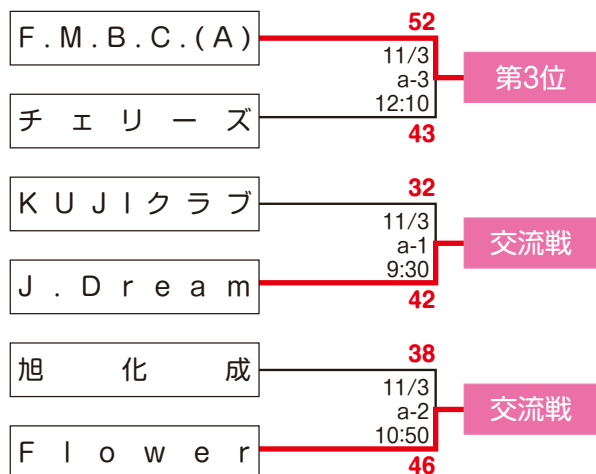 F.M.B.C.(A)
52
11/3
a-3
12:10
第3位
チェリーズ
43
KUJIクラブ
32
11/3
a-1
9:30
交流戦
J.Dream
42
旭化成
38
11/3
a-2
10:50
交流戦
Flower
46